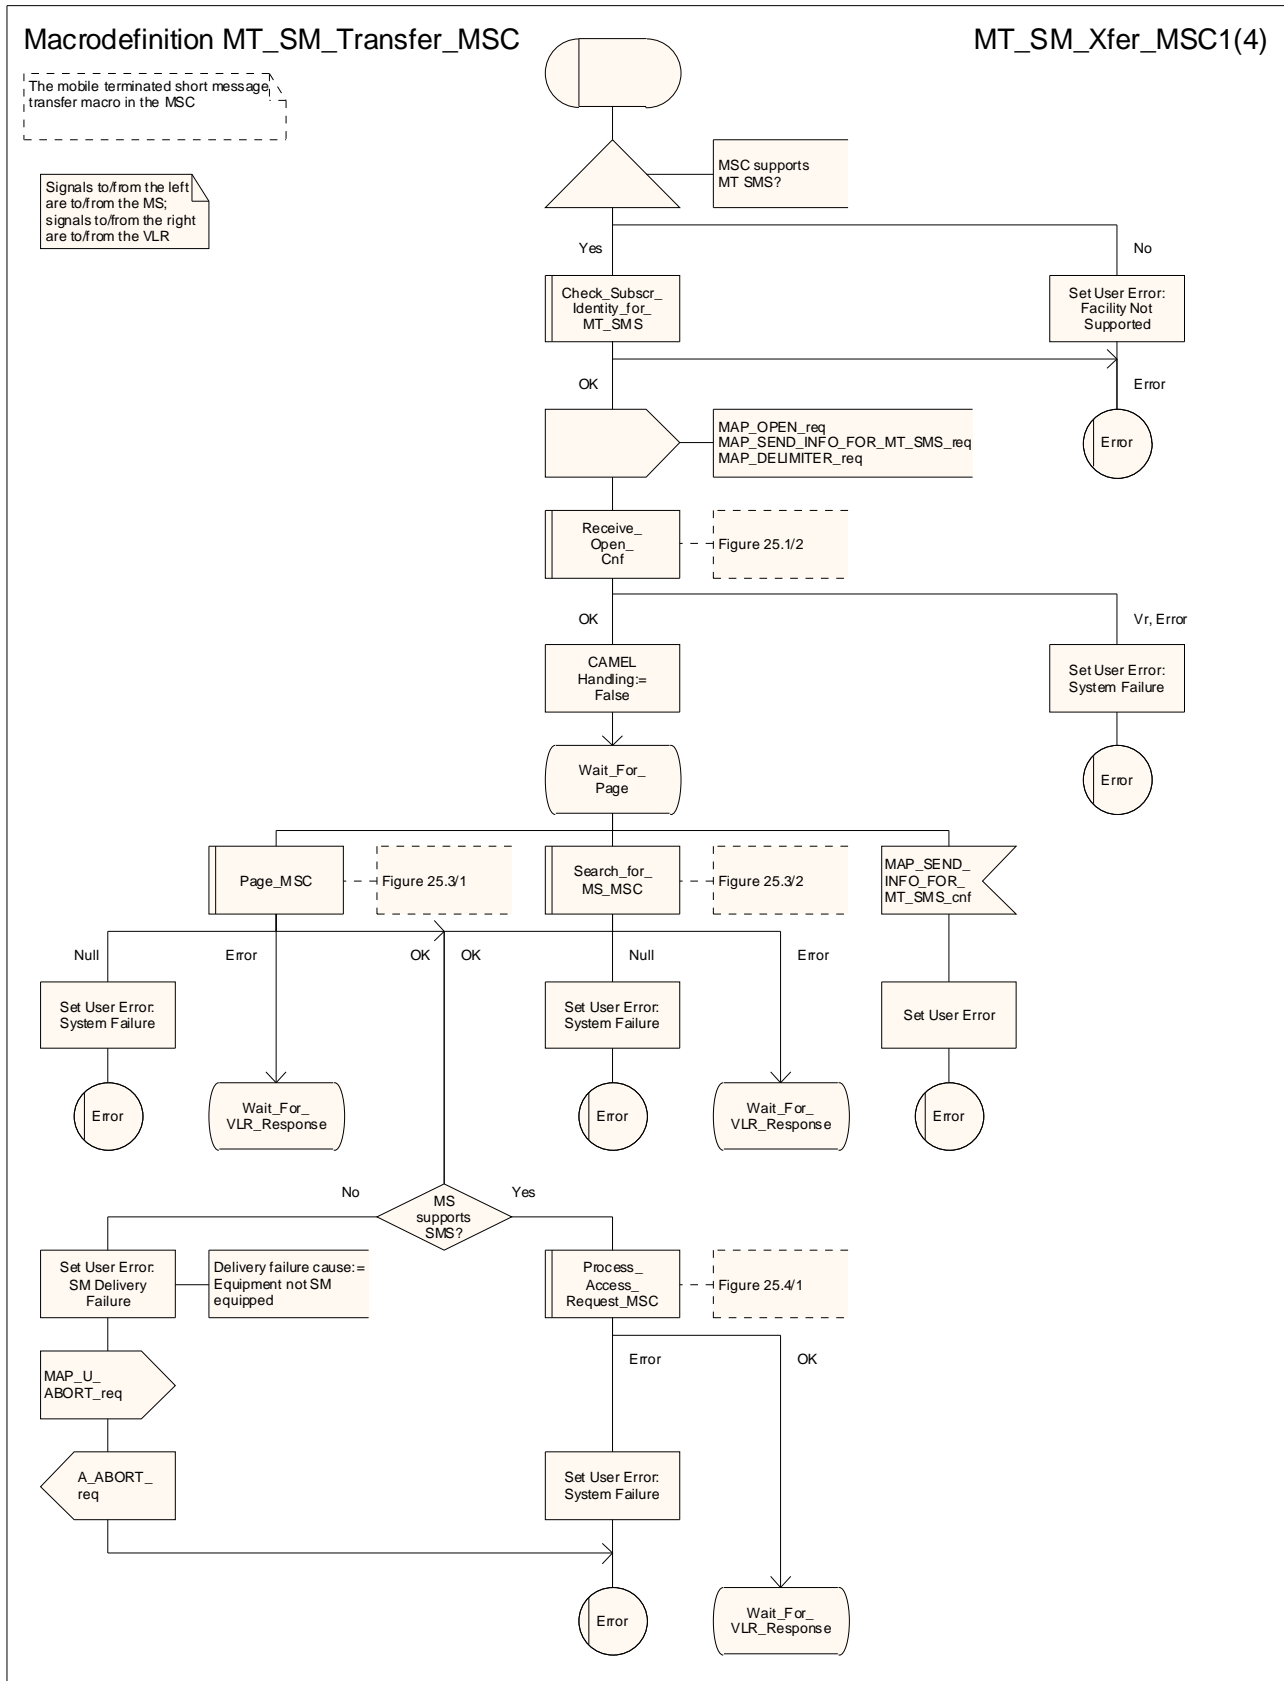 Macrodefinition MT_SM_Transfer_MSC
MT_SM_Xfer_MSC1(4)
The mobile terminated short message
transfer macro in the MSC
Signals to/from the left
are to/from the MS;
signals to/from the right
are to/from the VLR
MSC supports
MT SMS?
Yes
No
Check_Subscr_
Identity_for_
MT_SMS
Set User Error:
Facility Not
Supported
OK
Error
MAP_OPEN_req
MAP_SEND_INFO_FOR_MT_SMS_req
MAP_DELIMITER_req
Error
Receive_
Open_
Cnf
Figure 25.1/2
OK
Vr, Error
CAMEL
Handling:=
False
Set User Error:
System Failure
Wait_For_
Page
Error
Page_MSC
Figure 25.3/1
Search_for_
MS_MSC
Figure 25.3/2
MAP_SEND_
INFO_FOR_
MT_SMS_cnf
Null
Error
OK
OK
Null
Error
Set User Error:
System Failure
Set User Error:
System Failure
Set User Error
Error
Wait_For_
VLR_Response
Error
Wait_For_
VLR_Response
Error
No
MS
supports
SMS?
Yes
Set User Error:
SM Delivery
Failure
Delivery failure cause:=
Equipment not SM
equipped
Process_
Access_
Request_MSC
Figure 25.4/1
Error
OK
MAP_U_
ABORT_req
A_ABORT_
req
Set User Error:
System Failure
Error
Wait_For_
VLR_Response